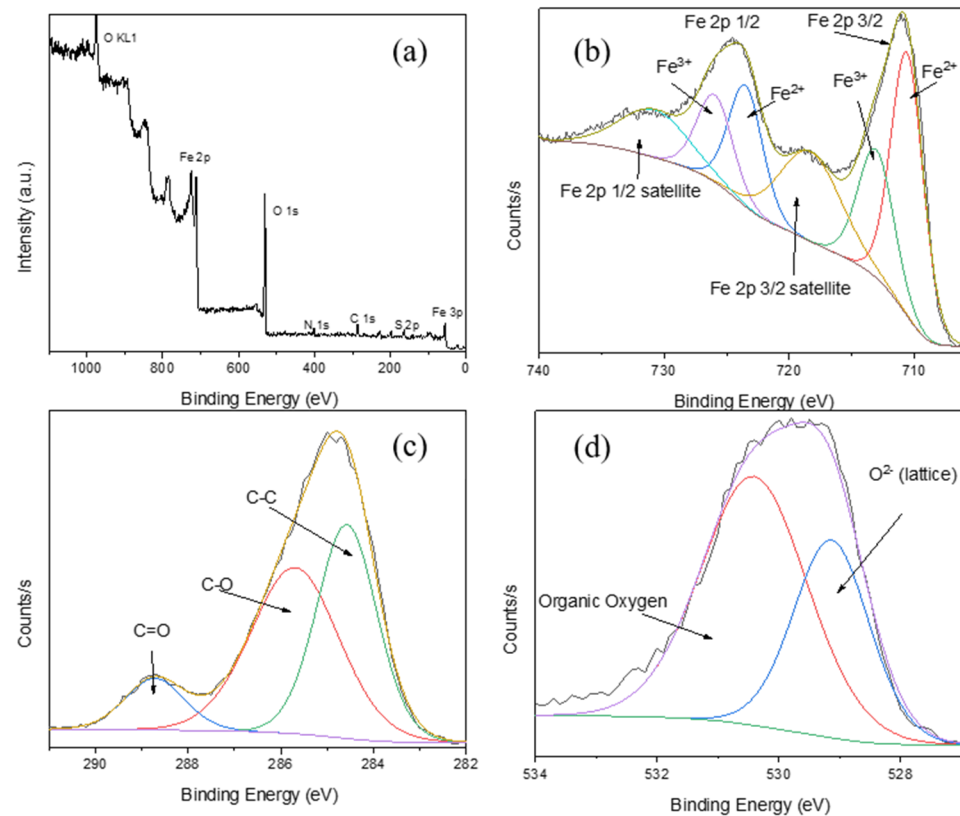 (a)
O KL1
Fe 2p
O 1s
N 1s
C 1s
S 2p
Fe 3p
Intensity (a.u.)
1000 800 600 400 200 0
Binding Energy (eV)
(b)
Fe 2p 1/2
Fe 2p 3/2
Fe³⁺
Fe²⁺
Fe³⁺
Fe²⁺
Fe 2p 1/2 satellite
Fe 2p 3/2 satellite
Counts/s
740 730 720 710
Binding Energy (eV)
(c)
C-C
C-O
C=O
Counts/s
290 288 286 284 282
Binding Energy (eV)
(d)
O²⁻ (lattice)
Organic Oxygen
Counts/s
534 532 530 528
Binding Energy (eV)